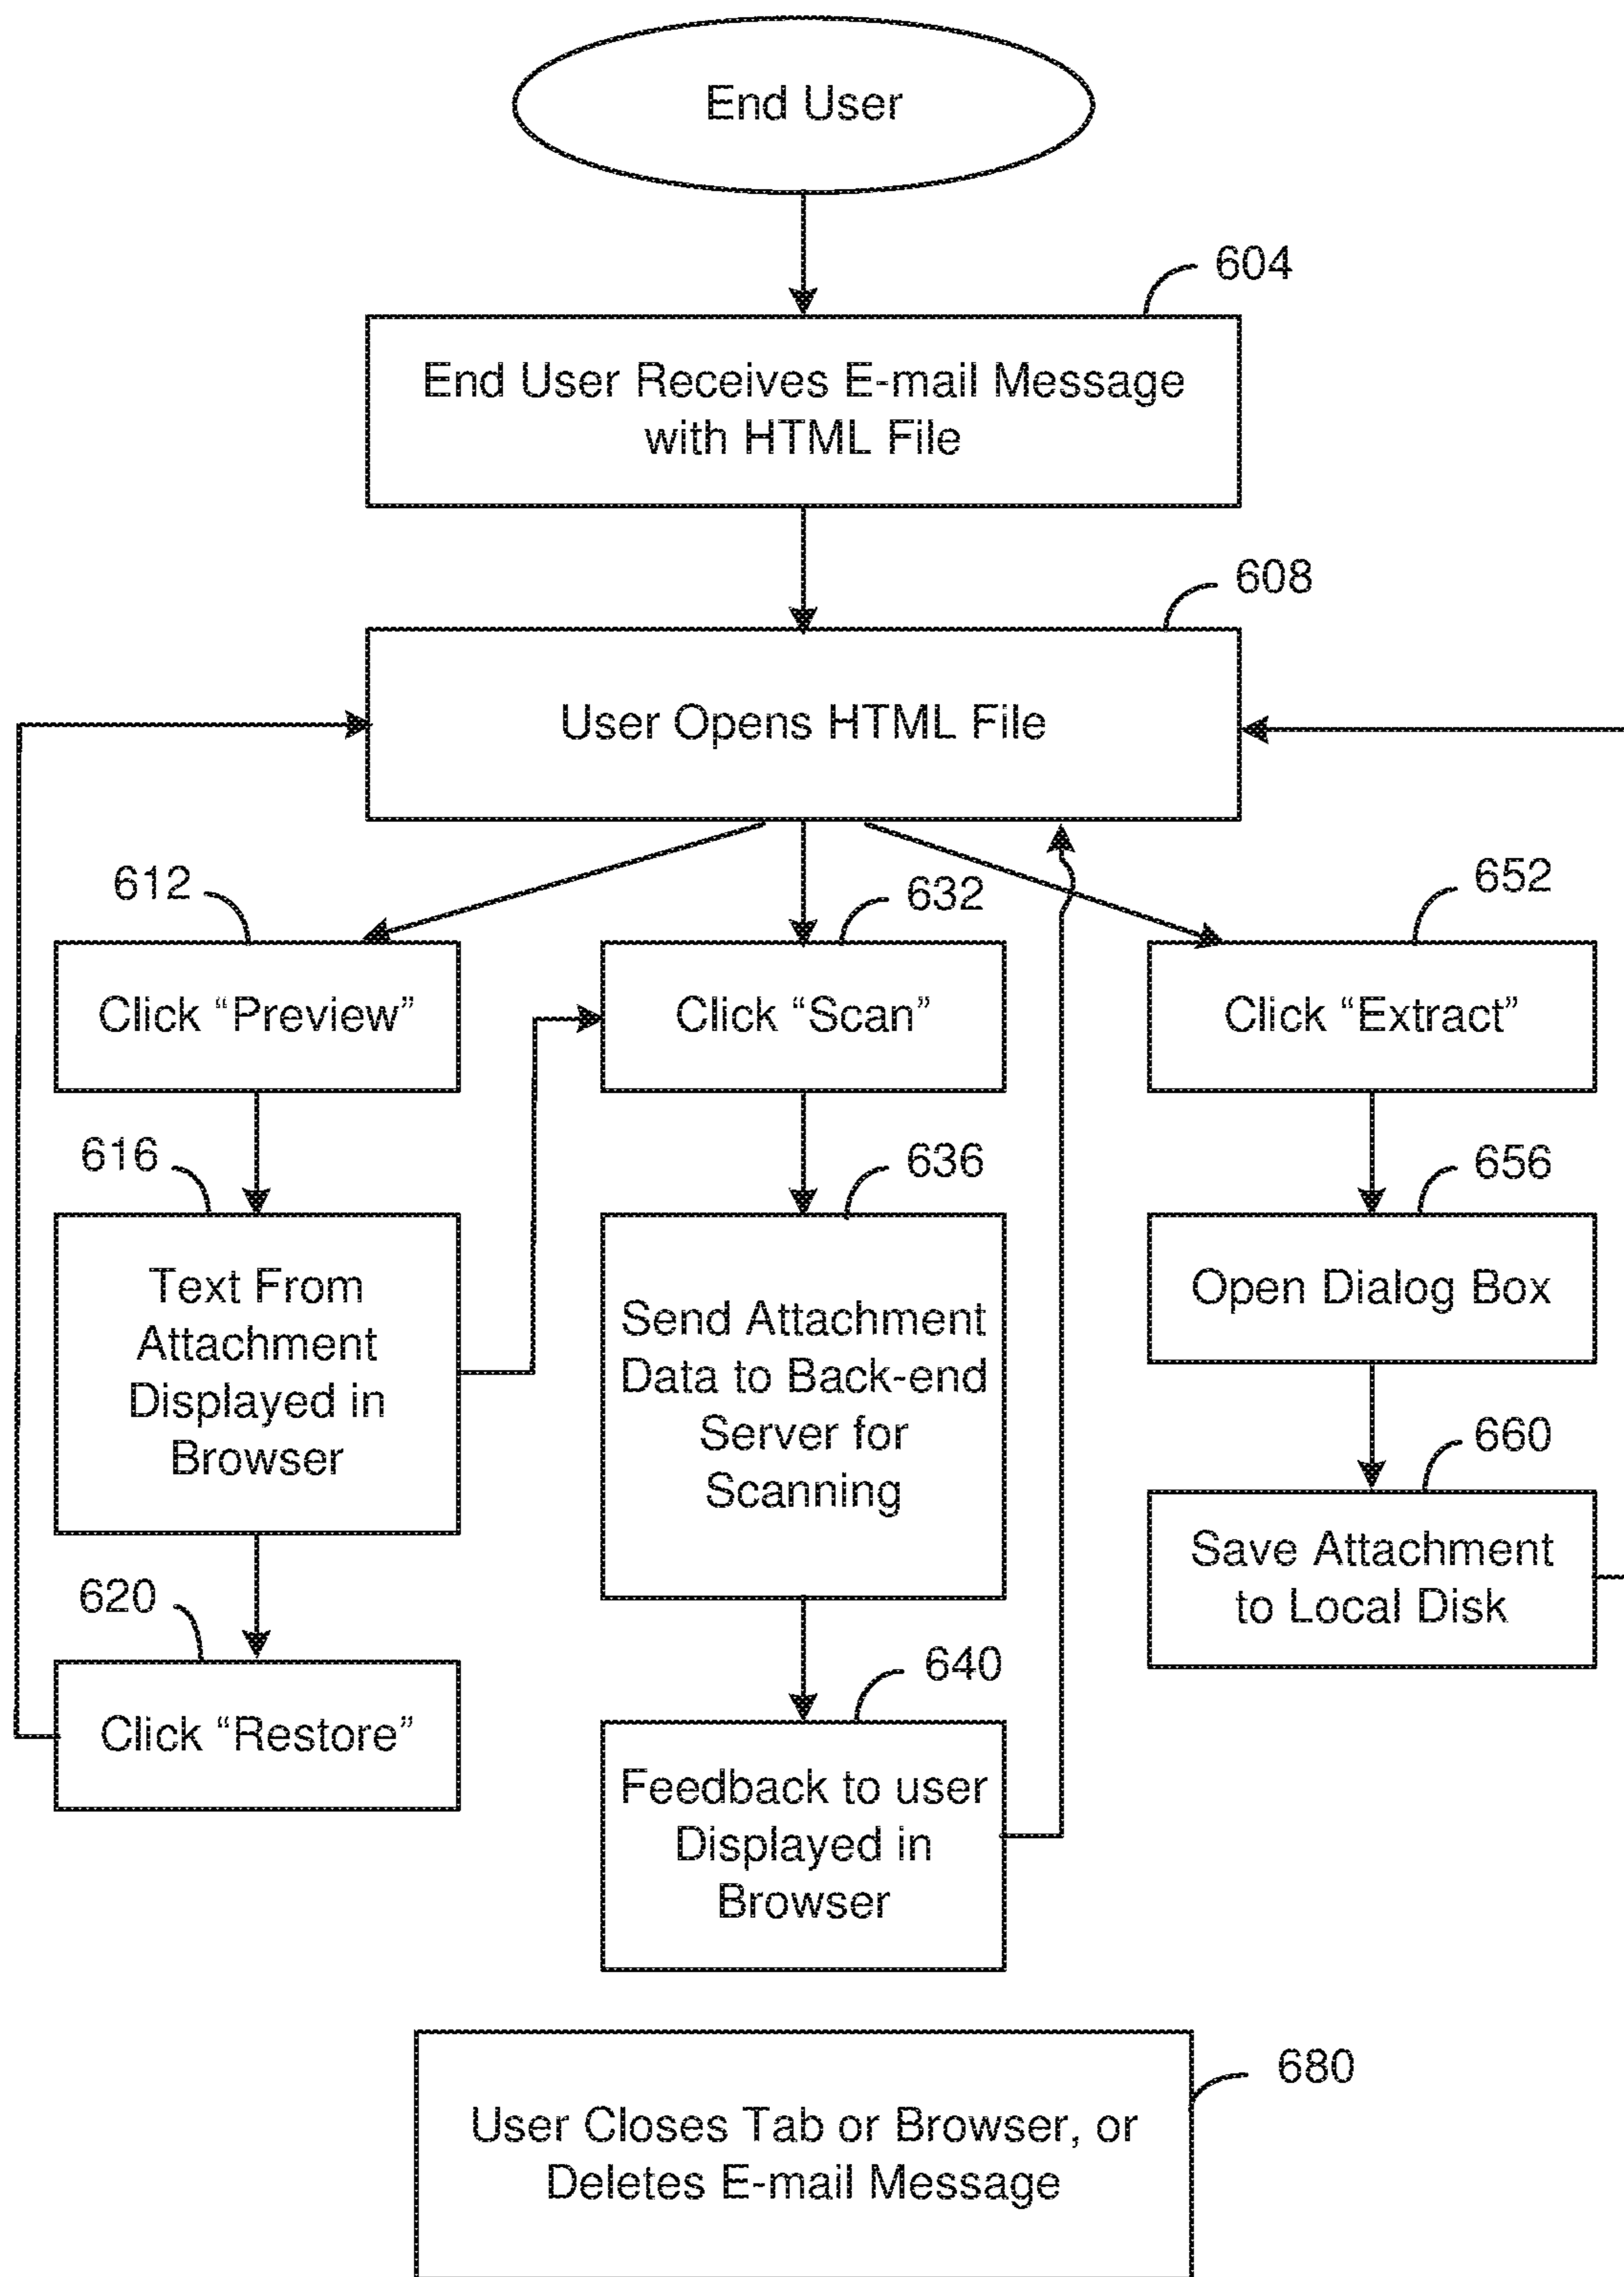 End User
604
End User Receives E-mail Message
with HTML File
608
User Opens HTML File
612
Click “Preview”
616
Text From
Attachment
Displayed in
Browser
620
Click “Restore”
632
Click “Scan”
636
Send Attachment
Data to Back-end
Server for
Scanning
640
Feedback to user
Displayed in
Browser
652
Click “Extract”
656
Open Dialog Box
660
Save Attachment
to Local Disk
680
User Closes Tab or Browser, or
Deletes E-mail Message